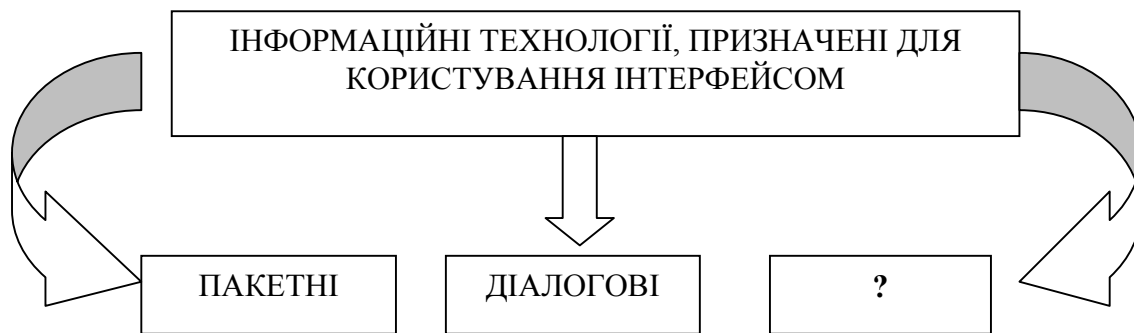 ІНФОРМАЦІЙНІ ТЕХНОЛОГІЇ, ПРИЗНАЧЕНІ ДЛЯ
КОРИСТУВАННЯ ІНТЕРФЕЙСОМ
ПАКЕТНІ
ДІАЛОГОВІ
?